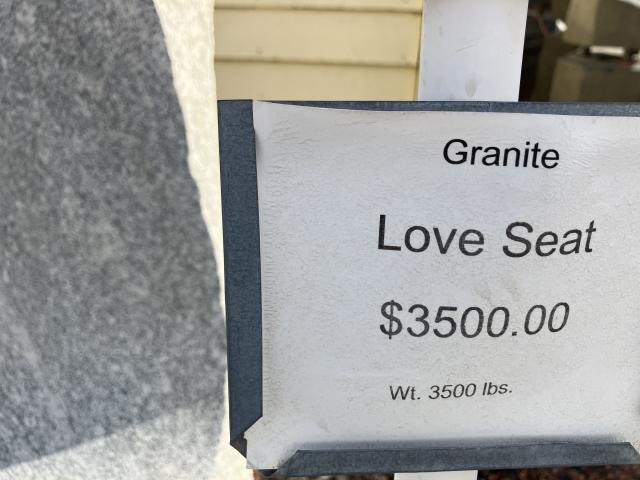 Granite
Love Seat
$3500.00
Wt. 3500 lbs.